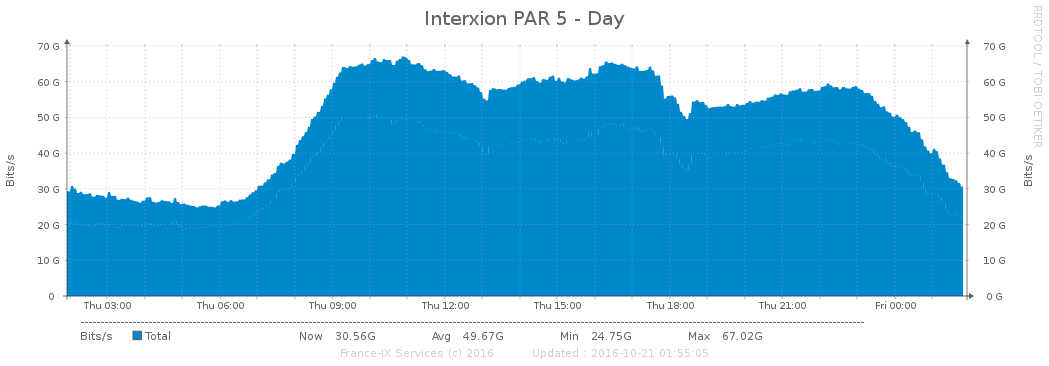 Interxion PAR 5 - Day
RRDTOOL / TOBI OETIKER
Bits/s
70 G
60 G
50 G
40 G
30 G
20 G
10 G
0
70 G
60 G
50 G
40 G
30 G
20 G
10 G
0 G
Bits/s
Thu 03:00 Thu 06:00 Thu 09:00 Thu 12:00 Thu 15:00 Thu 18:00 Thu 21:00 Fri 00:00
Bits/s Total Now 30.56G Avg 49.67G Min 24.75G Max 67.02G
France-IX Services (c) 2016 Updated : 2016-10-21 01:55:05